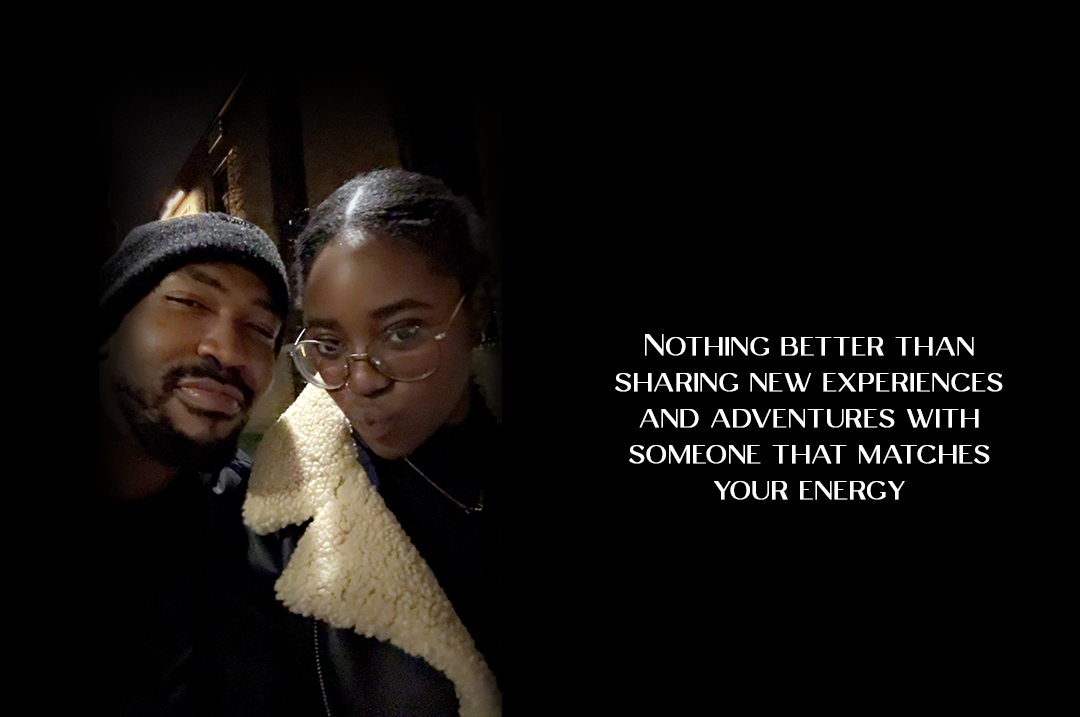 Nothing better than
sharing new experiences
and adventures with
someone that matches
your energy